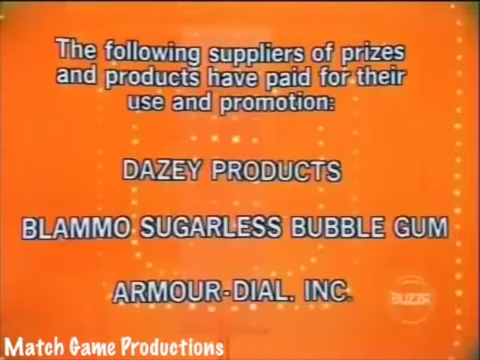 The following suppliers of prizes
and products have paid for their
use and promotion:
DAZEY PRODUCTS
BLAMMO SUGARLESS BUBBLE GUM
ARMOUR-DIAL. INC.
BUZZR
Match Game Productions